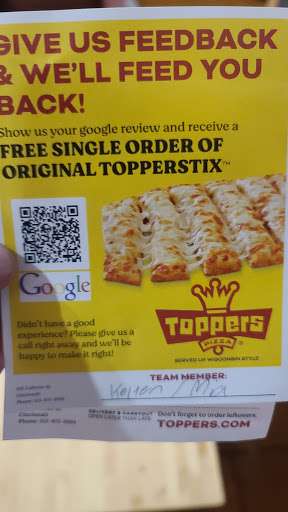 GIVE US FEEDBACK
& WE'LL FEED YOU
BACK!
Show us your google review and receive a
FREE SINGLE ORDER OF
ORIGINAL TOPPERSTIX™
Google
Didn't have a good
experience? Please give us a
call right away and we'll be
happy to make it right!
Toppers
PIZZA®
SERVED UP WISCONSIN STYLE
Cincinnati
TEAM MEMBER:
Cincinnati
DELIVERY & CARRYOUT
OPEN LATER THAN LATE
Don't forget to order leftovers.
TOPPERS.COM